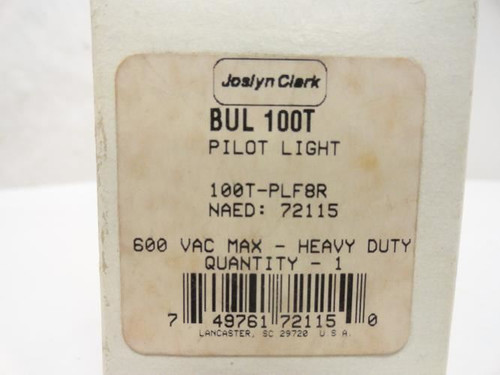 Joslyn Clark
BUL 100T
PILOT LIGHT
100T-PLF8R
NAED: 72115
600 VAC MAX - HEAVY DUTY
QUANTITY - 1
7 49761 72115 0
LANCASTER, SC 29720 U.S.A.